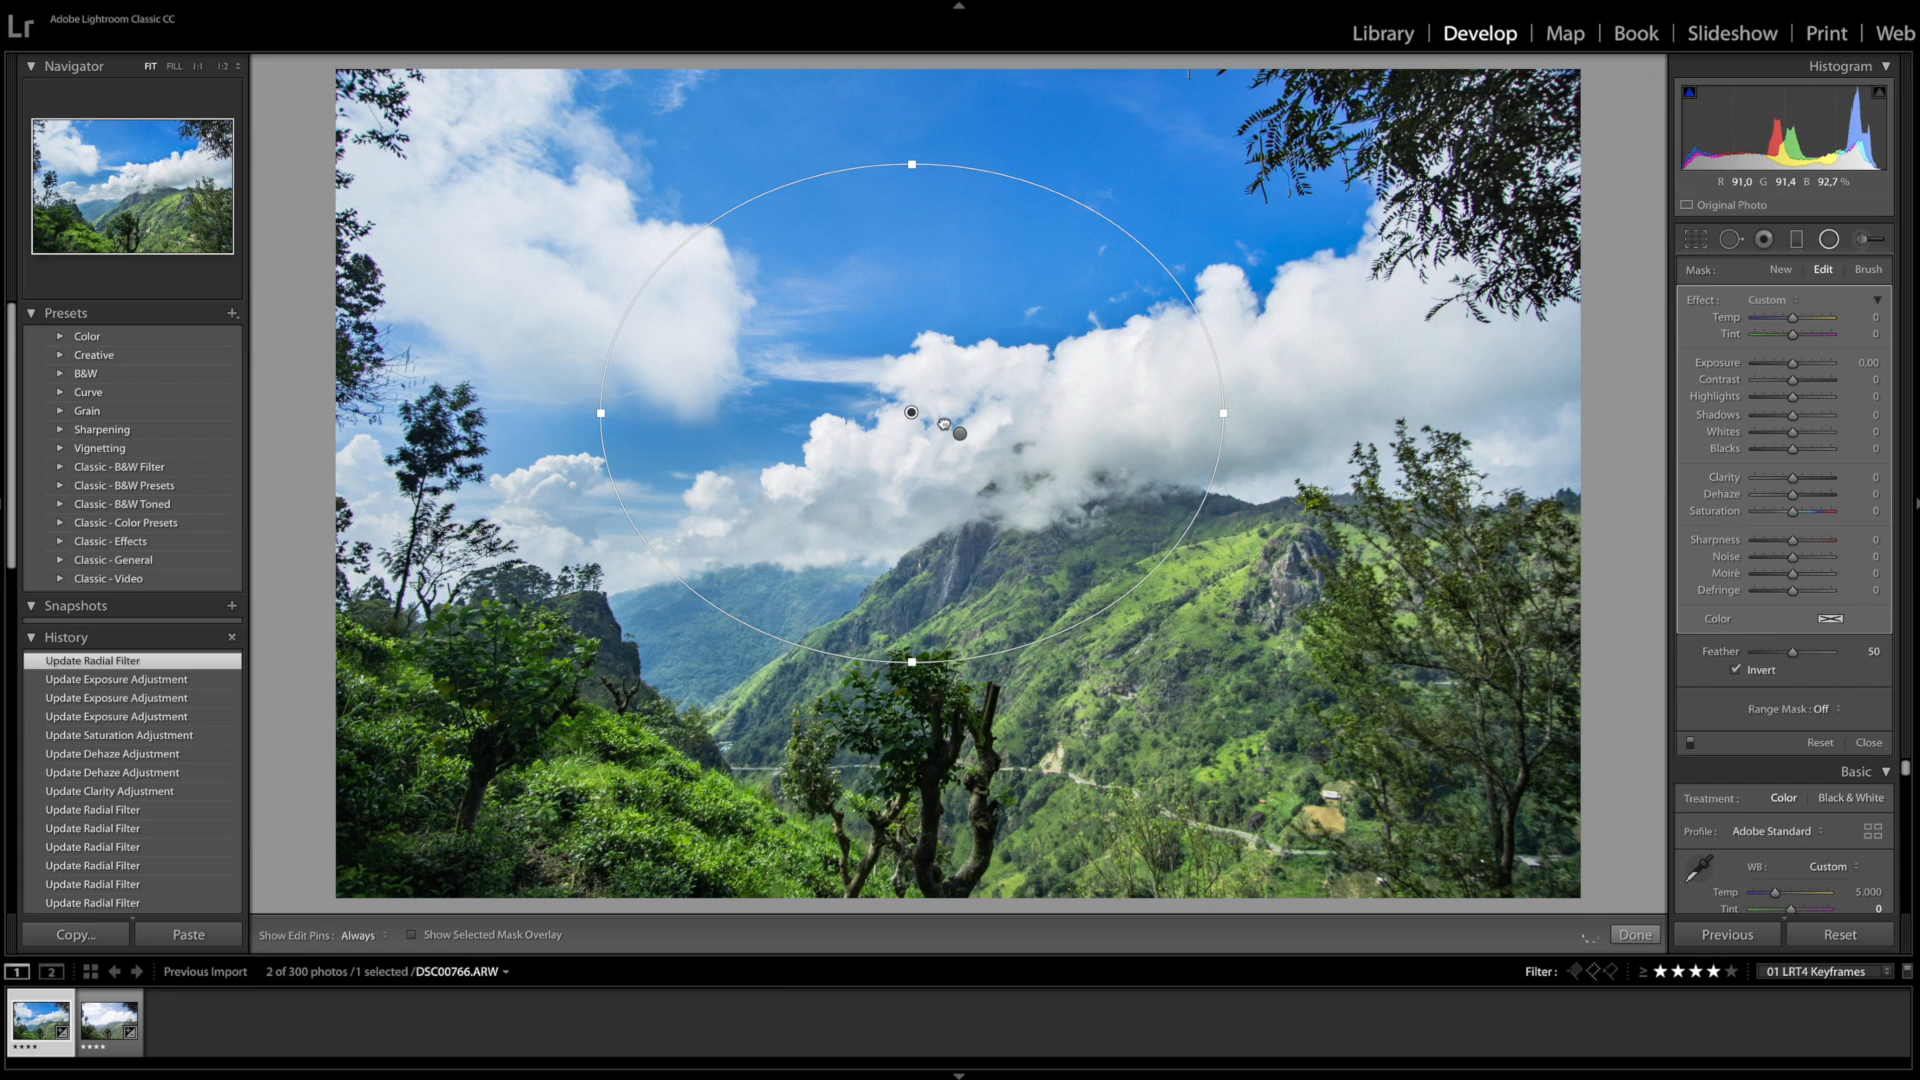 Lr
Adobe Lightroom Classic CC
Library | Develop | Map | Book | Slideshow | Print | Web
Navigator FIT FILL 1:1 1:2
Presets
Color
Creative
B&W
Curve
Grain
Sharpening
Vignetting
Classic - B&W Filter
Classic - B&W Presets
Classic - B&W Toned
Classic - Color Presets
Classic - Effects
Classic - General
Classic - Video
Snapshots
History
Update Radial Filter
Update Exposure Adjustment
Update Exposure Adjustment
Update Exposure Adjustment
Update Saturation Adjustment
Update Dehaze Adjustment
Update Dehaze Adjustment
Update Clarity Adjustment
Update Radial Filter
Update Radial Filter
Update Radial Filter
Update Radial Filter
Update Radial Filter
Update Radial Filter
Copy... Paste
Show Edit Pins : Always Show Selected Mask Overlay Done
Histogram
R 91,0 G 91,4 B 92,7 %
Original Photo
Mask : New Edit Brush
Effect : Custom
Temp 0
Tint 0
Exposure 0,00
Contrast 0
Highlights 0
Shadows 0
Whites 0
Blacks 0
Clarity 0
Dehaze 0
Saturation 0
Sharpness 0
Noise 0
Moiré 0
Defringe 0
Color
Feather 50
Invert
Range Mask : Off
Reset Close
Basic
Treatment : Color Black & White
Profile : Adobe Standard
WB : Custom
Temp 5.000
Tint 0
Previous Reset
1 2 Previous Import 2 of 300 photos / 1 selected / DSC00766.ARW Filter : ≥ ★★★★★ 01 LRT4 Keyframes